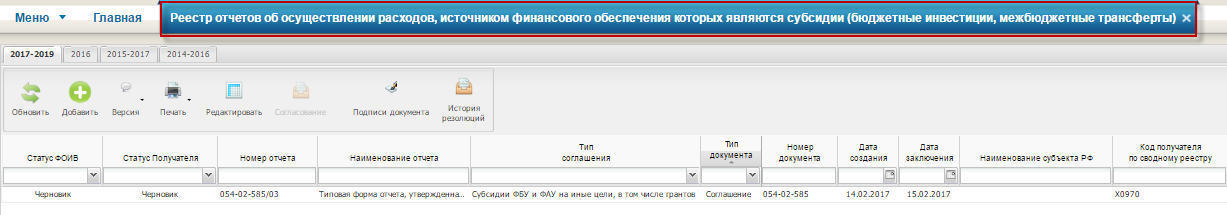 Меню Главная Реестр отчетов об осуществлении расходов, источником финансового обеспечения которых являются субсидии (бюджетные инвестиции, межбюджетные трансферты) ×
2017-2019 2016 2015-2017 2014-2016
Обновить Добавить Версия Печать Редактировать Согласование Подписи документа История
резолюций
Статус ФОИВ Статус Получателя Номер отчета Наименование отчета Тип
соглашения Тип
документа Номер
документа Дата
создания Дата
заключения Наименование субъекта РФ Код получателя
по сводному реестру
Черновик Черновик 054-02-585/03 Типовая форма отчета, утвержденна... Субсидии ФБУ и ФАУ на иные цели, в том числе грантов Соглашение 054-02-585 14.02.2017 15.02.2017 X0970